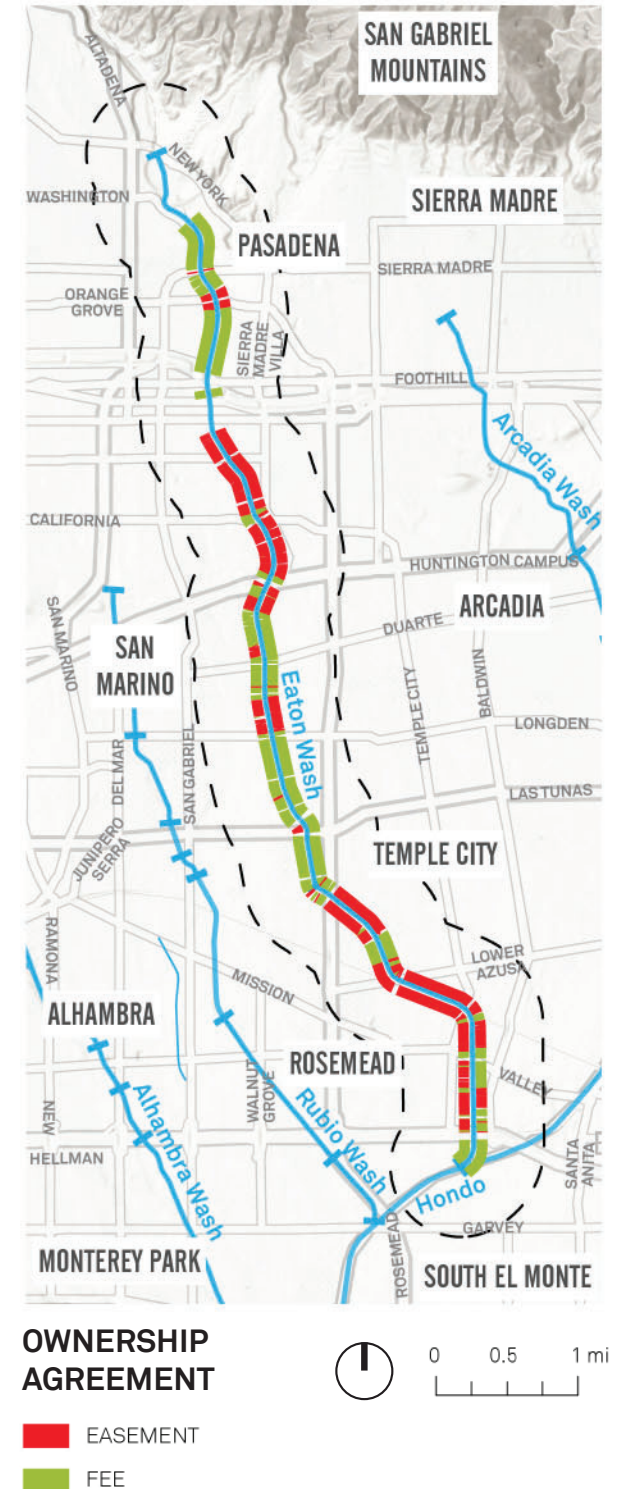 SAN GABRIEL
MOUNTAINS
ALTADENA
NEW YORK
WASHINGTON
SIERRA MADRE
PASADENA
SIERRA MADRE
ORANGE
GROVE
SIERRA
MADRE
VILLA
FOOTHILL
Arcadia Wash
CALIFORNIA
HUNTINGTON CAMPUS
ARCADIA
SAN MARINO
DUARTE
SAN
MARINO
Eaton Wash
TEMPLE CITY
BALDWIN
LONGDEN
DEL MAR
SAN GABRIEL
LAS TUNAS
JUNIPERO
SERRA
TEMPLE CITY
RAMONA
LOWER
AZUSA
MISSION
ALHAMBRA
ROSEMEAD
VALLEY
WALNUT
GROVE
NEW
Alhambra Wash
Rubio Wash
HELLMAN
SANTA
ANITA
Hondo
GARVEY
ROSEMEAD
MONTEREY PARK
SOUTH EL MONTE
OWNERSHIP
AGREEMENT
0 0.5 1 mi
EASEMENT
FEE